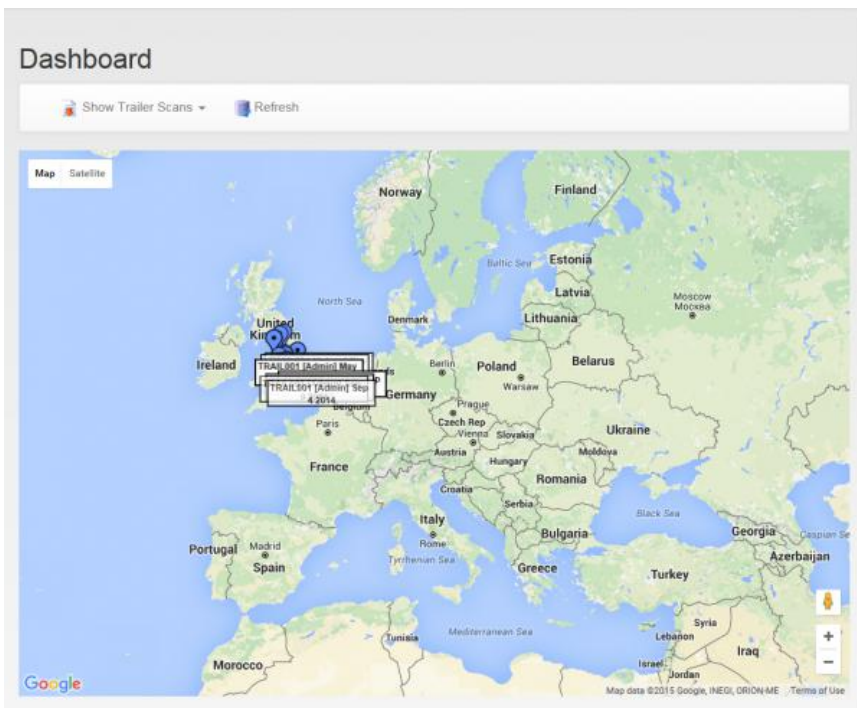 Dashboard
Show Trailer Scans
Refresh
Map Satellite
Norway
Finland
Baltic Sea
Estonia
Latvia
Moscow
Москва
North Sea
Lithuania
Denmark
United
Kin m
Ireland
TRAIL001 [Admin] May
TRAIL001 [Admin] Sep
4 2014
Berlin
Poland
Belarus
Warsaw
Germany
Belgium
Prague
Czech Rep
Paris
Vienna
Slovakia
Ukraine
Austria
Moldova
Hungary
France
Romania
Croatia
Serbia
Italy
Black Sea
Bulgaria
Georgia
Caspian Se
Portugal
Madrid
Rome
Azerbaijan
Spain
Tyrrhenian Sea
Greece
Turkey
Syria
Tunisia
Mediterranean Sea
Lebanon
Iraq
Morocco
Israel
Jordan
Google
Map data ©2015 Google, INEGI, ORION-ME Terms of Use